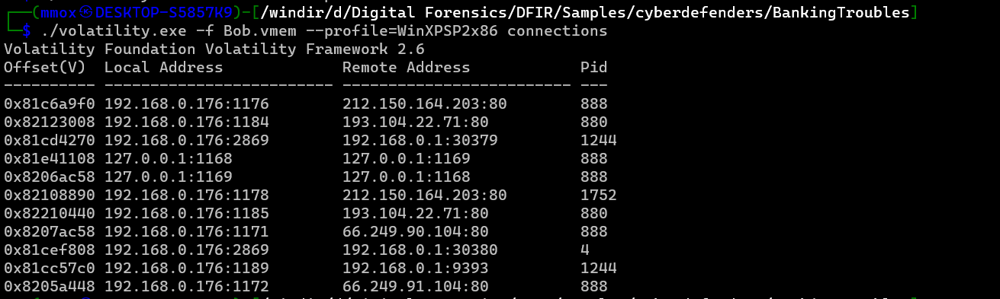 ┌──(mmox㉿DESKTOP-S5857K9)-[/windir/d/Digital Forensics/DFIR/Samples/cyberdefenders/BankingTroubles]
└─$ ./volatility.exe -f Bob.vmem --profile=WinXPSP2x86 connections
Volatility Foundation Volatility Framework 2.6
Offset(V)  Local Address             Remote Address            Pid
---------- ------------------------- ------------------------- ---
0x81c6a9f0 192.168.0.176:1176        212.150.164.203:80        888
0x82123008 192.168.0.176:1184        193.104.22.71:80          880
0x81cd4270 192.168.0.176:2869        192.168.0.1:30379         1244
0x81e41108 127.0.0.1:1168            127.0.0.1:1169            888
0x8206ac58 127.0.0.1:1169            127.0.0.1:1168            888
0x82108890 192.168.0.176:1178        212.150.164.203:80        1752
0x82210440 192.168.0.176:1185        193.104.22.71:80          880
0x8207ac58 192.168.0.176:1171        66.249.90.104:80          888
0x81cef808 192.168.0.176:2869        192.168.0.1:30380         4
0x81cc57c0 192.168.0.176:1189        192.168.0.1:9393          1244
0x8205a448 192.168.0.176:1172        66.249.91.104:80          888